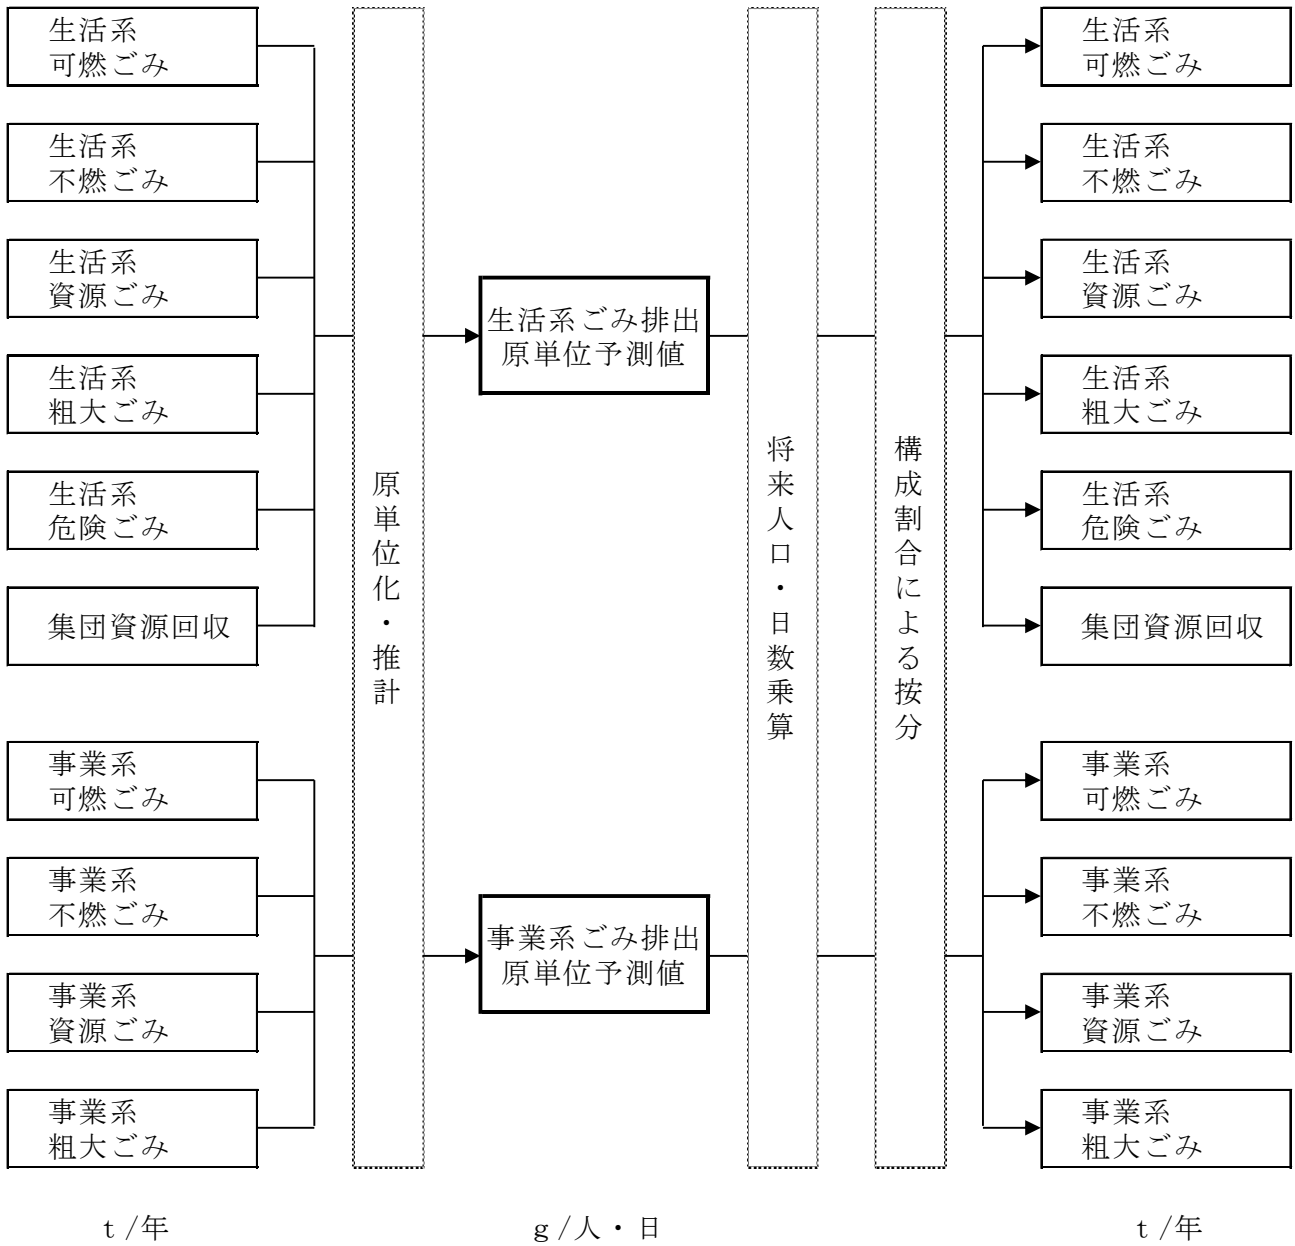 生活系
可燃ごみ
生活系
不燃ごみ
生活系
資源ごみ
生活系
粗大ごみ
生活系
危険ごみ
集団資源回収
事業系
可燃ごみ
事業系
不燃ごみ
事業系
資源ごみ
事業系
粗大ごみ
t/年
原単位化・推計
生活系ごみ排出
原単位予測値
事業系ごみ排出
原単位予測値
g/人・日
将来人口・日数乗算
構成割合による按分
生活系
可燃ごみ
生活系
不燃ごみ
生活系
資源ごみ
生活系
粗大ごみ
生活系
危険ごみ
集団資源回収
事業系
可燃ごみ
事業系
不燃ごみ
事業系
資源ごみ
事業系
粗大ごみ
t/年